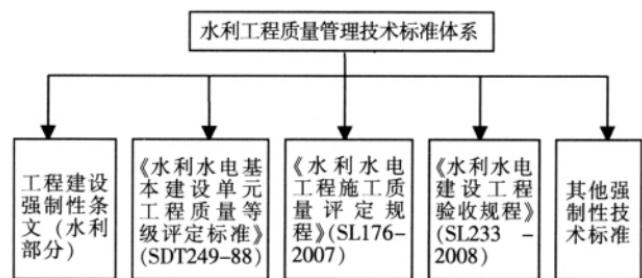 水利工程质量管理技术标准体系
工程建设
强制性条
文（水利
部分）
《水利水电基
本建设单元
工程质量等
级评定标准》
(SDT249-88)
《水利水电
工程施工质
量评定规
程》(SL176-
2007)
《水利水电
建设工程
验收规程》
(SL233 -
2008)
其他强
制性技
术标准